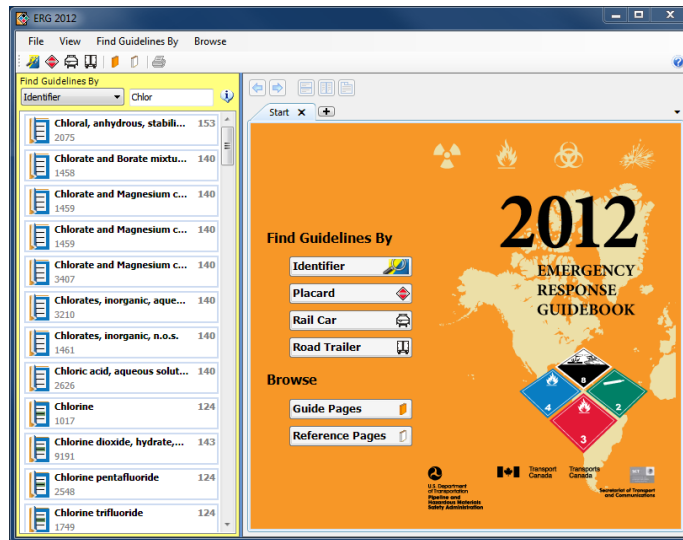 ERG 2012
File View Find Guidelines By Browse
Find Guidelines By
Identifier Chlor
Chloral, anhydrous, stabili... 153
2075
Chlorate and Borate mixtu... 140
1458
Chlorate and Magnesium c... 140
1459
Chlorate and Magnesium c... 140
1459
Chlorate and Magnesium c... 140
3407
Chlorates, inorganic, aque... 140
3210
Chlorates, inorganic, n.o.s. 140
1461
Chloric acid, aqueous solut... 140
2626
Chlorine 124
1017
Chlorine dioxide, hydrate,... 143
9191
Chlorine pentafluoride 124
2548
Chlorine trifluoride 124
1749
Start
2012
EMERGENCY
RESPONSE
GUIDEBOOK
Find Guidelines By
Identifier
Placard
Rail Car
Road Trailer
Browse
Guide Pages
Reference Pages
8
4
2
3
U.S. Department
of Transportation
Pipeline and
Hazardous Materials
Safety Administration
Transport
Canada
Transports
Canada
Secretariat of Transport
and Communications